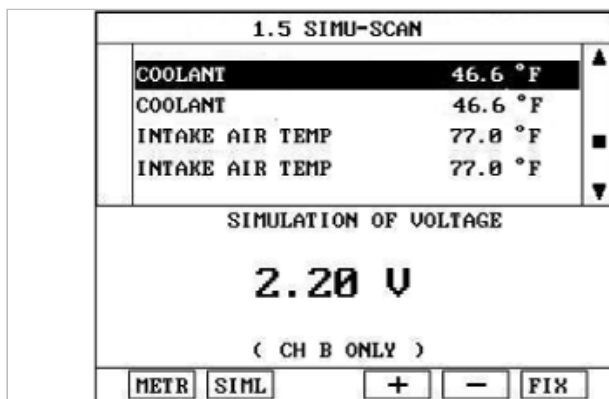 1.5 SIMU-SCAN
COOLANT 46.6 °F
COOLANT 46.6 °F
INTAKE AIR TEMP 77.0 °F
INTAKE AIR TEMP 77.0 °F
SIMULATION OF VOLTAGE
2.20 V
( CH B ONLY )
METR SIML + - FIX